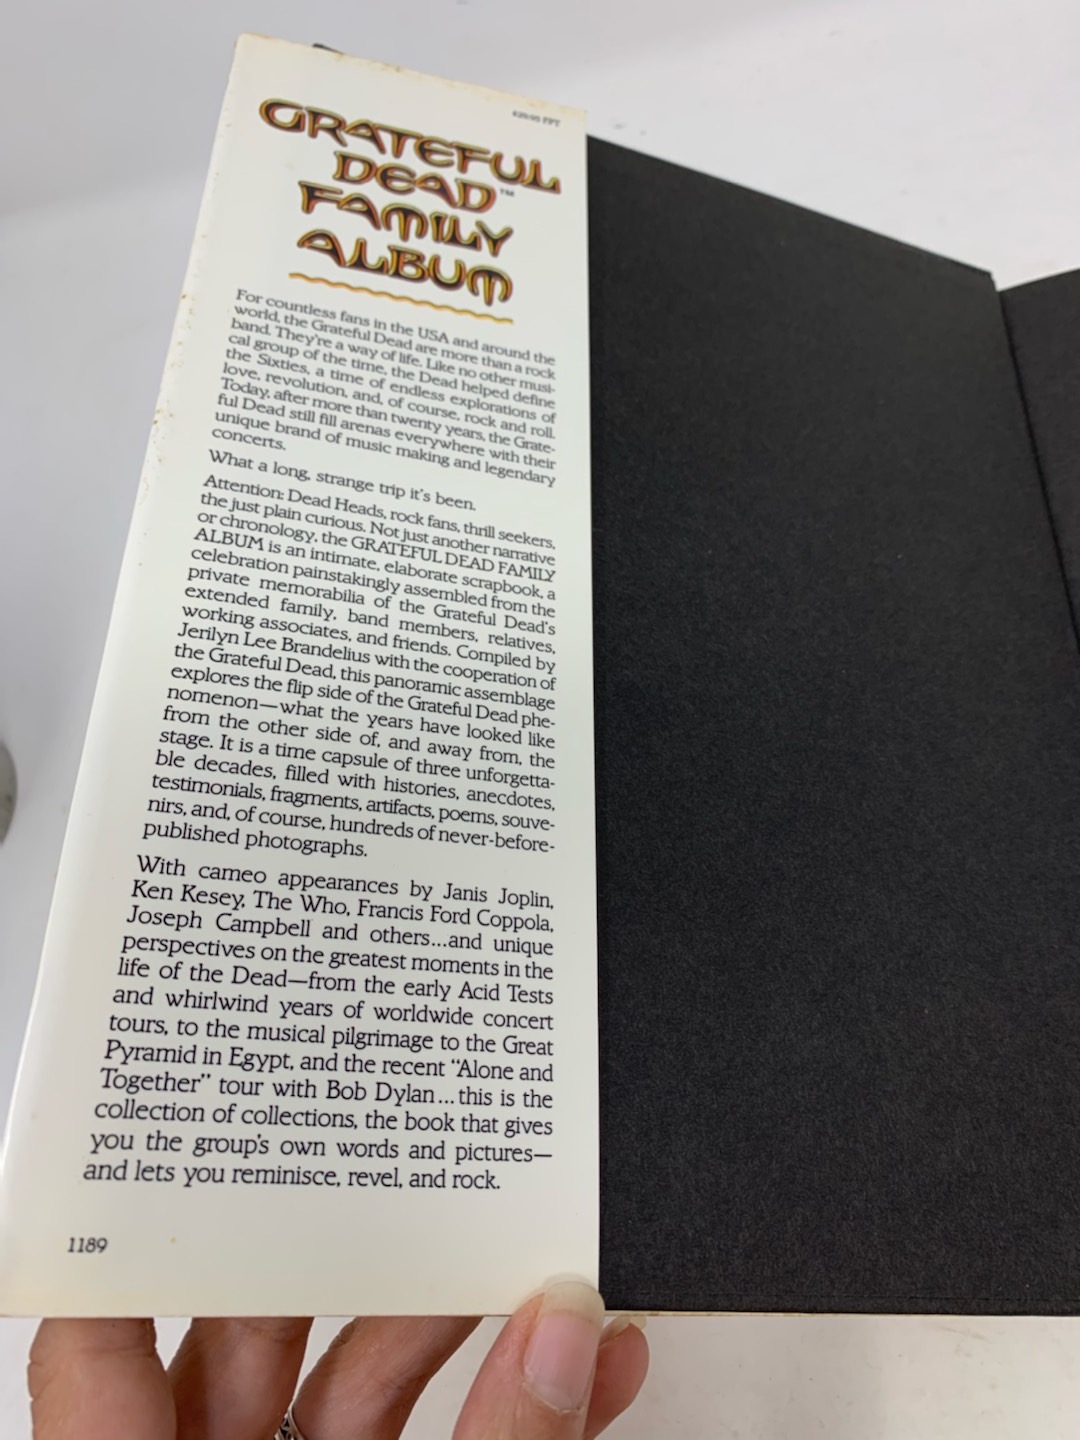 GRATEFUL
DEAD™
FAMILY
ALBUM
For countless fans in the USA and around the
world, the Grateful Dead are more than a rock
band. They're a way of life. Like no other musi-
cal group of the time, the Dead helped define
the Sixties, a time of endless explorations of
love, revolution, and, of course, rock and roll.
Today, after more than twenty years, the Grate-
ful Dead still fill arenas everywhere with their
unique brand of music making and legendary
concerts.
What a long, strange trip it's been.
Attention: Dead Heads, rock fans, thrill seekers,
the just plain curious. Not just another narrative
or chronology, the GRATEFUL DEAD FAMILY
ALBUM is an intimate, elaborate scrapbook, a
celebration painstakingly assembled from the
private memorabilia of the Grateful Dead's
extended family, band members, relatives,
working associates, and friends. Compiled by
Jerilyn Lee Brandelius with the cooperation of
the Grateful Dead, this panoramic assemblage
explores the flip side of the Grateful Dead phe-
nomenon—what the years have looked like
from the other side of, and away from, the
stage. It is a time capsule of three unforgetta-
ble decades, filled with histories, anecdotes,
testimonials, fragments, artifacts, poems, souve-
nirs, and, of course, hundreds of never-before-
published photographs.
With cameo appearances by Janis Joplin,
Ken Kesey, The Who, Francis Ford Coppola,
Joseph Campbell and others...and unique
perspectives on the greatest moments in the
life of the Dead—from the early Acid Tests
and whirlwind years of worldwide concert
tours, to the musical pilgrimage to the Great
Pyramid in Egypt, and the recent "Alone and
Together" tour with Bob Dylan...this is the
collection of collections, the book that gives
you the group's own words and pictures—
and lets you reminisce, revel, and rock.
1189